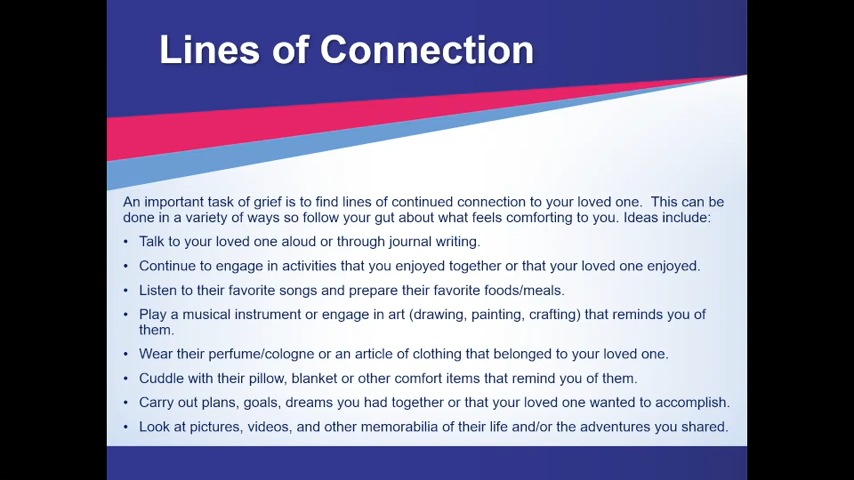 Lines of Connection
An important task of grief is to find lines of continued connection to your loved one.  This can be
done in a variety of ways so follow your gut about what feels comforting to you. Ideas include:
• Talk to your loved one aloud or through journal writing.
• Continue to engage in activities that you enjoyed together or that your loved one enjoyed.
• Listen to their favorite songs and prepare their favorite foods/meals.
• Play a musical instrument or engage in art (drawing, painting, crafting) that reminds you of
them.
• Wear their perfume/cologne or an article of clothing that belonged to your loved one.
• Cuddle with their pillow, blanket or other comfort items that remind you of them.
• Carry out plans, goals, dreams you had together or that your loved one wanted to accomplish.
• Look at pictures, videos, and other memorabilia of their life and/or the adventures you shared.